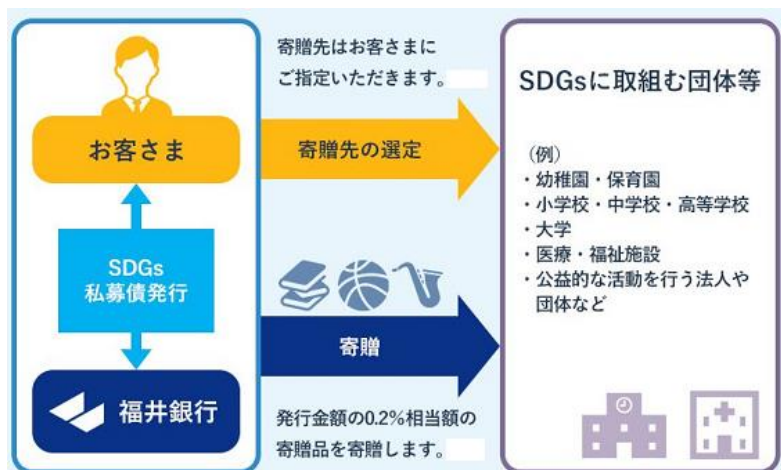 寄贈先はお客さまに
ご指定いただきます。
お客さま
寄贈先の選定
SDGs
私募債発行
寄贈
福井銀行
発行金額の0.2%相当額の
寄贈品を寄贈します。
SDGsに取組む団体等
（例）
・幼稚園・保育園
・小学校・中学校・高等学校
・大学
・医療・福祉施設
・公益的な活動を行う法人や
団体など